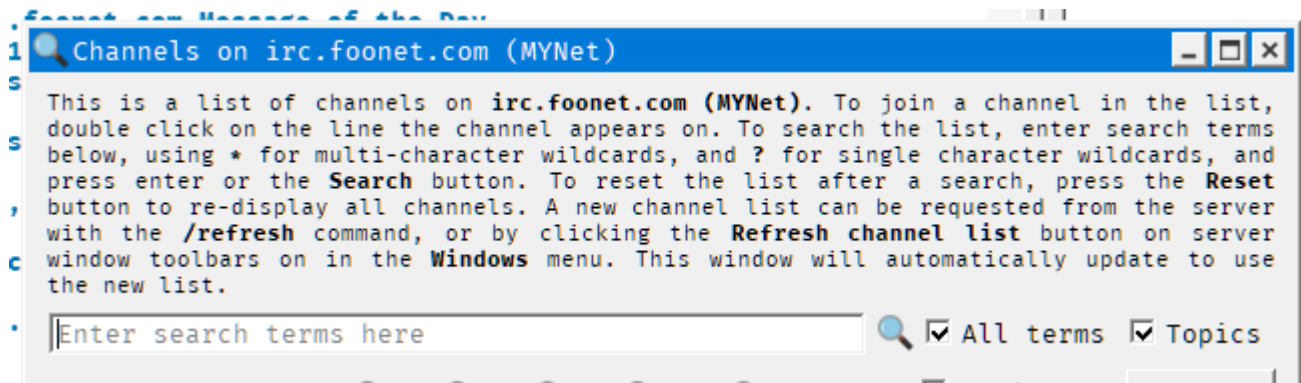 .foonet.com Message of the Day
Channels on irc.foonet.com (MYNet)
This is a list of channels on irc.foonet.com (MYNet). To join a channel in the list,
double click on the line the channel appears on. To search the list, enter search terms
below, using * for multi-character wildcards, and ? for single character wildcards, and
press enter or the Search button. To reset the list after a search, press the Reset
button to re-display all channels. A new channel list can be requested from the server
with the /refresh command, or by clicking the Refresh channel list button on server
window toolbars on in the Windows menu. This window will automatically update to use
the new list.
Enter search terms here All terms Topics